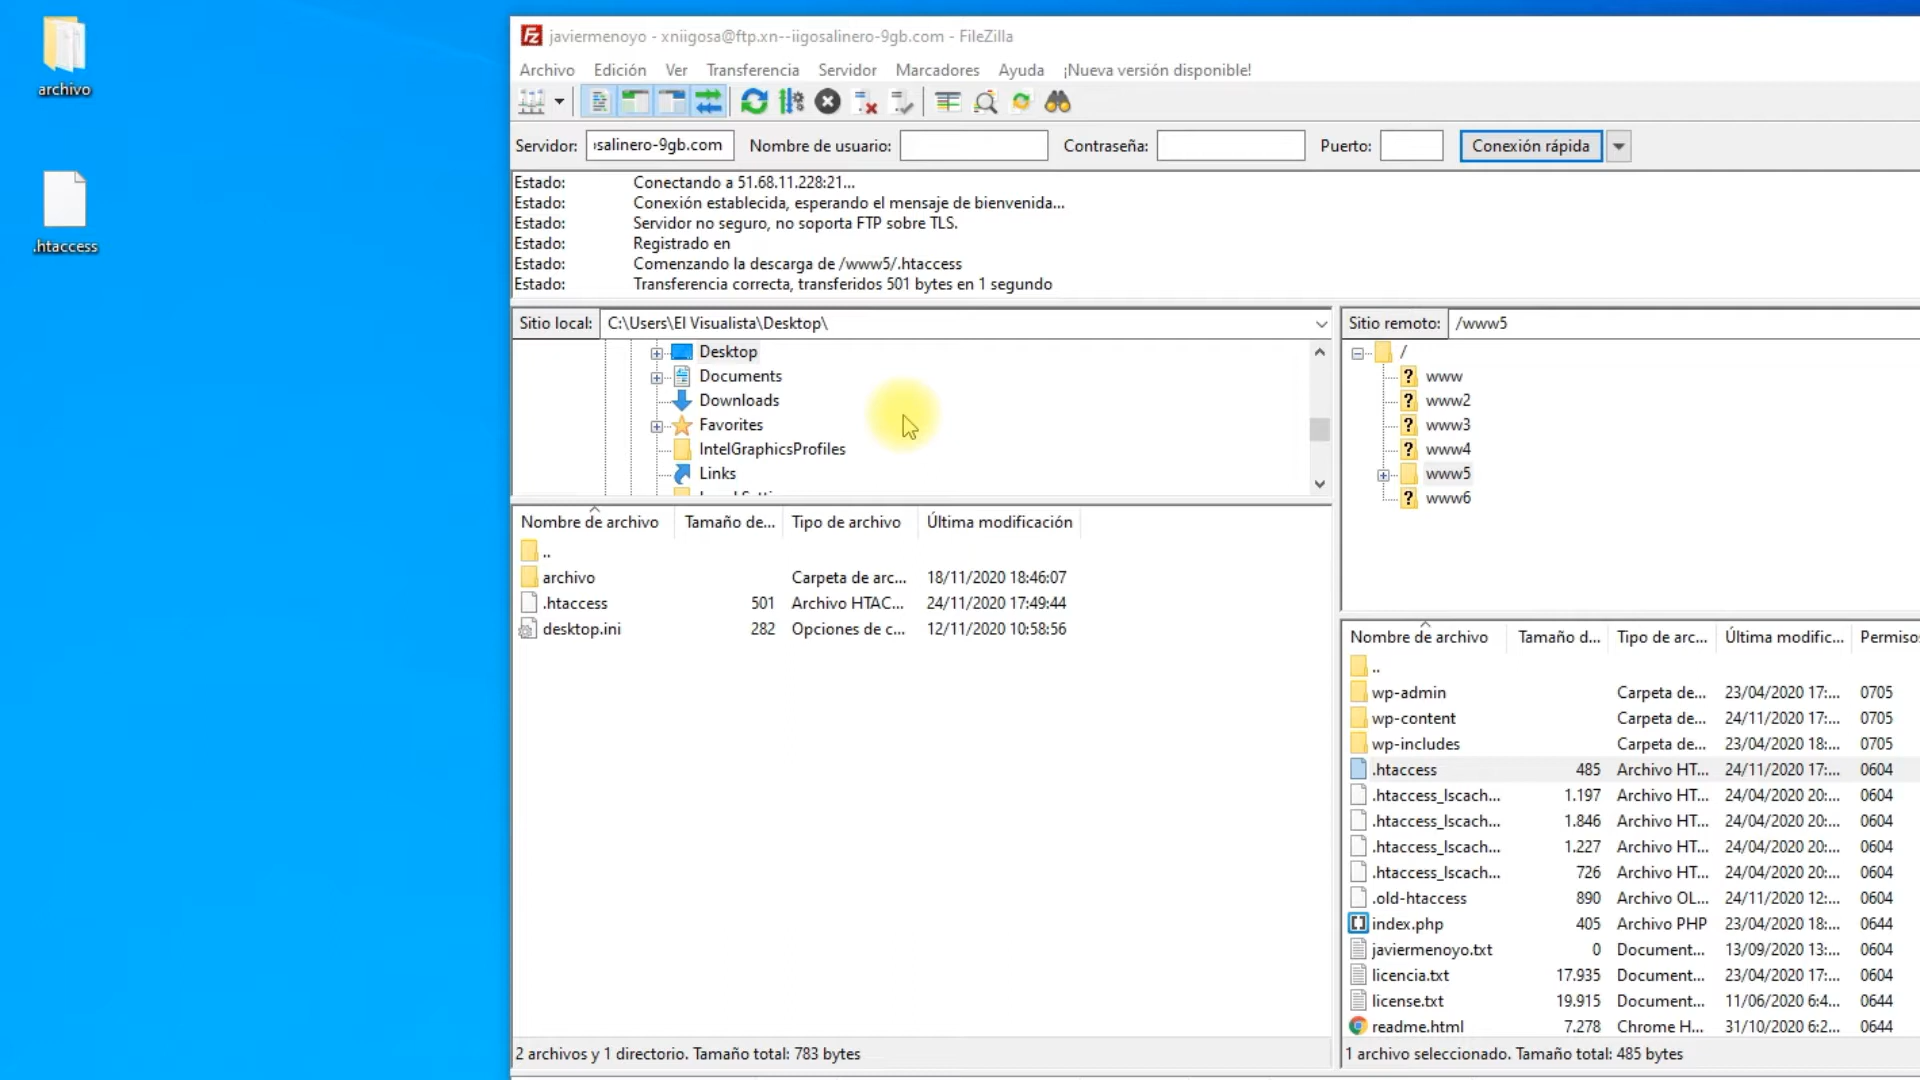 archivo
.htaccess
javiermenoyo - xniigosa@ftp.xn--iigosalinero-9gb.com - FileZilla
Archivo Edición Ver Transferencia Servidor Marcadores Ayuda ¡Nueva versión disponible!
Servidor: salinero-9gb.com Nombre de usuario: Contraseña: Puerto: Conexión rápida
Estado: Conectando a 51.68.11.228:21...
Estado: Conexión establecida, esperando el mensaje de bienvenida...
Estado: Servidor no seguro, no soporta FTP sobre TLS.
Estado: Registrado en
Estado: Comenzando la descarga de /www5/.htaccess
Estado: Transferencia correcta, transferidos 501 bytes en 1 segundo
Sitio local: C:\Users\El Visualista\Desktop\
Desktop
Documents
Downloads
Favorites
IntelGraphicsProfiles
Links
Nombre de archivo Tamaño de... Tipo de archivo Última modificación
..
archivo Carpeta de arc... 18/11/2020 18:46:07
.htaccess 501 Archivo HTAC... 24/11/2020 17:49:44
desktop.ini 282 Opciones de c... 12/11/2020 10:58:56
2 archivos y 1 directorio. Tamaño total: 783 bytes
Sitio remoto: /www5
/
www
www2
www3
www4
www5
www6
Nombre de archivo Tamaño d... Tipo de arc... Última modific... Permiso
..
wp-admin Carpeta de... 23/04/2020 17:... 0705
wp-content Carpeta de... 24/11/2020 17:... 0705
wp-includes Carpeta de... 23/04/2020 18:... 0705
.htaccess 485 Archivo HT... 24/11/2020 17:... 0604
.htaccess_lscach... 1.197 Archivo HT... 24/04/2020 20:... 0604
.htaccess_lscach... 1.846 Archivo HT... 24/04/2020 20:... 0604
.htaccess_lscach... 1.227 Archivo HT... 24/04/2020 20:... 0604
.htaccess_lscach... 726 Archivo HT... 24/04/2020 20:... 0604
.old-htaccess 890 Archivo OL... 24/11/2020 12:... 0604
index.php 405 Archivo PHP 23/04/2020 18:... 0644
javiermenoyo.txt 0 Document... 13/09/2020 13:... 0604
licencia.txt 17.935 Document... 23/04/2020 17:... 0604
license.txt 19.915 Document... 11/06/2020 6:4... 0644
readme.html 7.278 Chrome H... 31/10/2020 6:2... 0644
1 archivo seleccionado. Tamaño total: 485 bytes